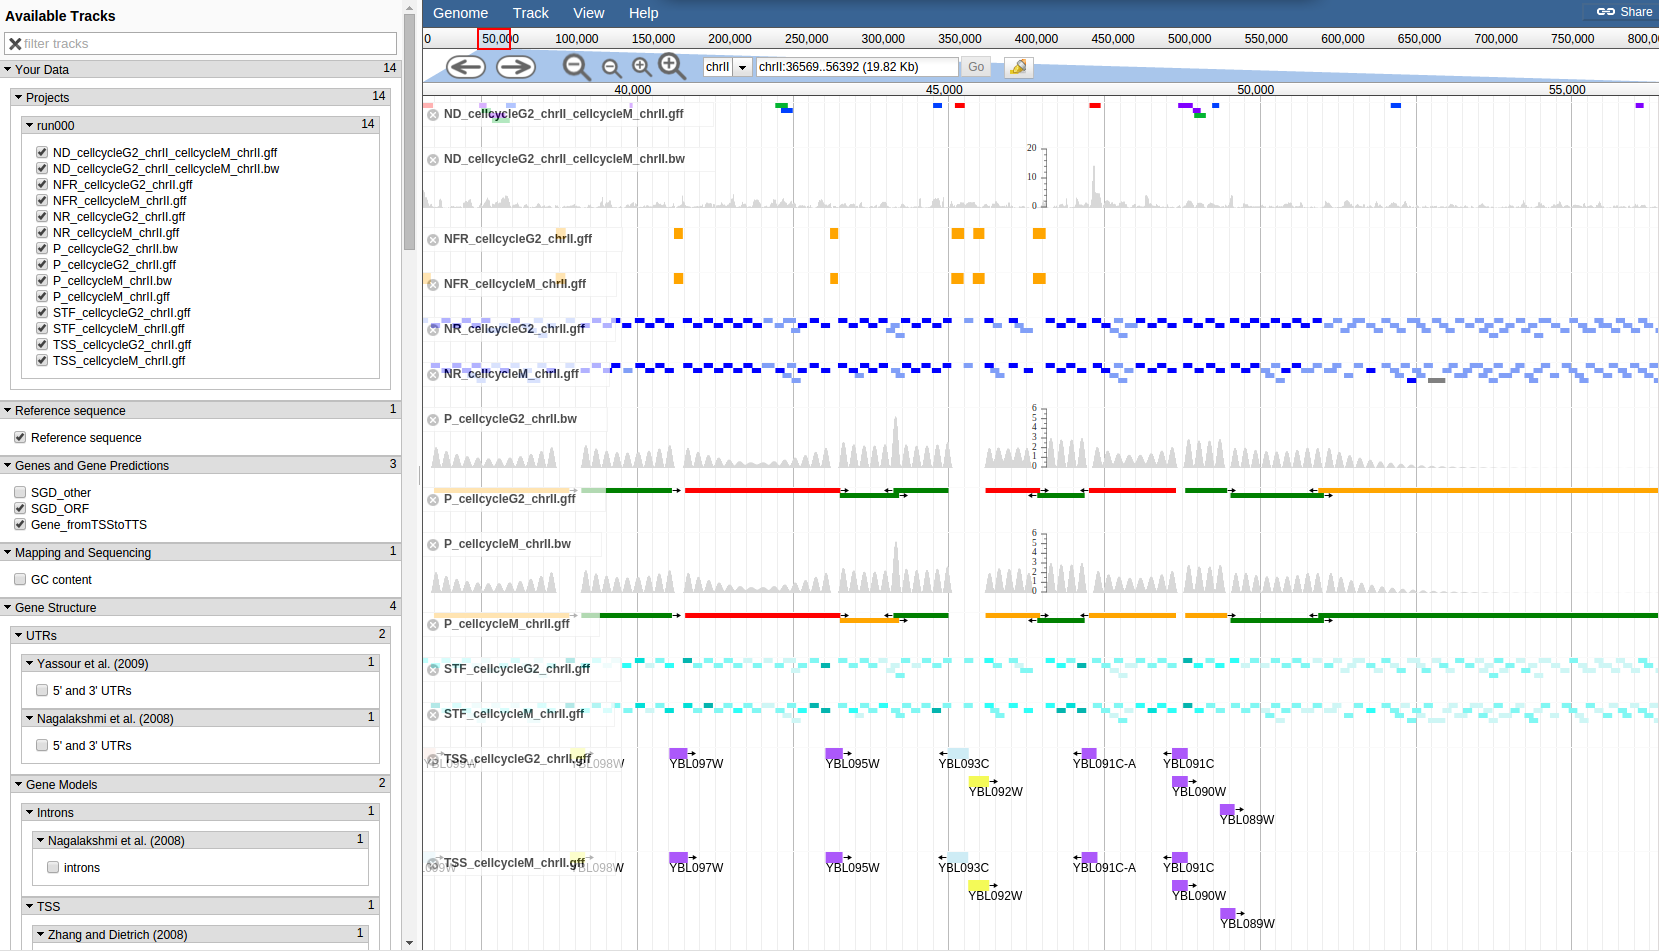 Available Tracks
filter tracks
Your Data 14
Projects 14
run000 14
ND_cellcycleG2_chrII_cellcycleM_chrII.gff
ND_cellcycleG2_chrII_cellcycleM_chrII.bw
NFR_cellcycleG2_chrII.gff
NFR_cellcycleM_chrII.gff
NR_cellcycleG2_chrII.gff
NR_cellcycleM_chrII.gff
P_cellcycleG2_chrII.bw
P_cellcycleG2_chrII.gff
P_cellcycleM_chrII.bw
P_cellcycleM_chrII.gff
STF_cellcycleG2_chrII.gff
STF_cellcycleM_chrII.gff
TSS_cellcycleG2_chrII.gff
TSS_cellcycleM_chrII.gff
Reference sequence 1
Reference sequence
Genes and Gene Predictions 3
SGD_other
SGD_ORF
Gene_fromTSStoTTS
Mapping and Sequencing 1
GC content
Gene Structure 4
UTRs 2
Yassour et al. (2009) 1
5' and 3' UTRs
Nagalakshmi et al. (2008) 1
5' and 3' UTRs
Gene Models 2
Introns 1
Nagalakshmi et al. (2008) 1
introns
TSS 1
Zhang and Dietrich (2008) 1
Genome Track View Help Share
0 50,000 100,000 150,000 200,000 250,000 300,000 350,000 400,000 450,000 500,000 550,000 600,000 650,000 700,000 750,000 800,0
chrII chrII:36569..56392 (19.82 Kb) Go
40,000 45,000 50,000 55,000
ND_cellcycleG2_chrII_cellcycleM_chrII.gff
ND_cellcycleG2_chrII_cellcycleM_chrII.bw
20
10
0
NFR_cellcycleG2_chrII.gff
NFR_cellcycleM_chrII.gff
NR_cellcycleG2_chrII.gff
NR_cellcycleM_chrII.gff
P_cellcycleG2_chrII.bw
6
5
4
3
2
1
0
P_cellcycleG2_chrII.gff
P_cellcycleM_chrII.bw
6
5
4
3
2
1
0
P_cellcycleM_chrII.gff
STF_cellcycleG2_chrII.gff
STF_cellcycleM_chrII.gff
TSS_cellcycleG2_chrII.gff
YBL099W YBL098W YBL097W YBL095W YBL093C YBL091C-A YBL091C
YBL092W YBL090W
YBL089W
TSS_cellcycleM_chrII.gff
YBL098W YBL097W YBL095W YBL093C YBL091C-A YBL091C
YBL092W YBL090W
YBL089W